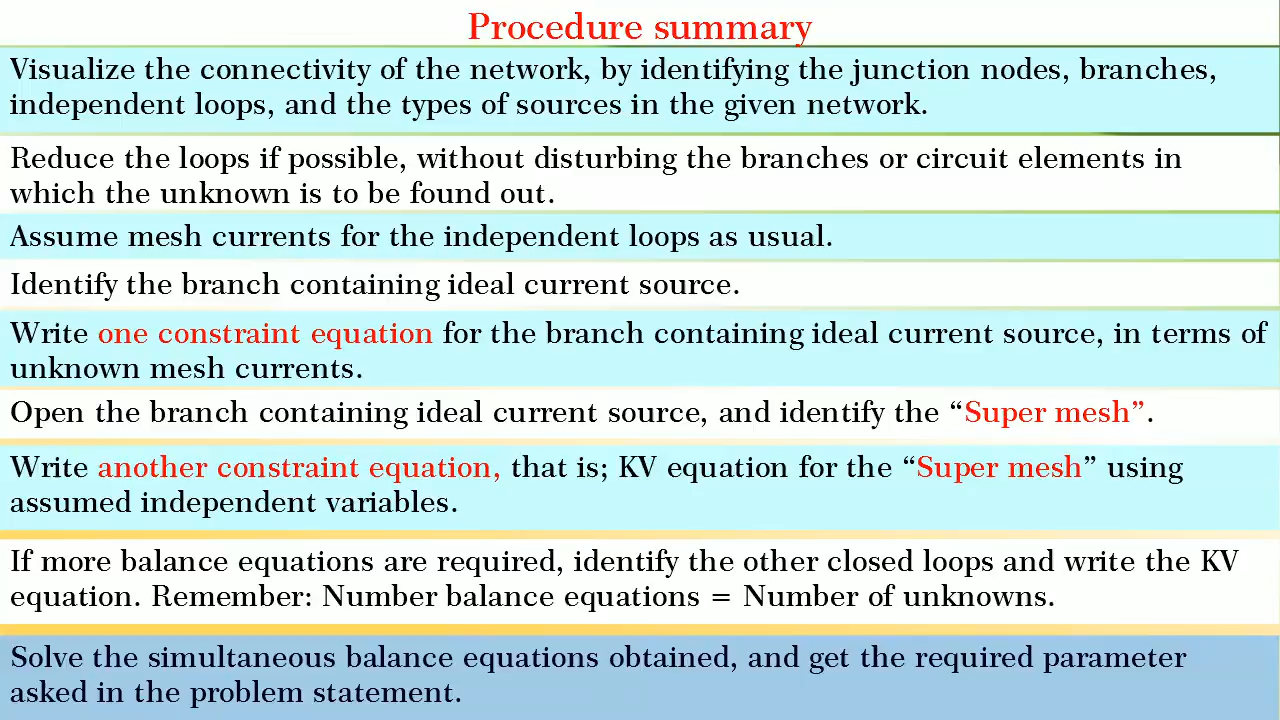 Procedure summary
Visualize the connectivity of the network, by identifying the junction nodes, branches,
independent loops, and the types of sources in the given network.
Reduce the loops if possible, without disturbing the branches or circuit elements in
which the unknown is to be found out.
Assume mesh currents for the independent loops as usual.
Identify the branch containing ideal current source.
Write one constraint equation for the branch containing ideal current source, in terms of
unknown mesh currents.
Open the branch containing ideal current source, and identify the “Super mesh”.
Write another constraint equation, that is; KV equation for the “Super mesh” using
assumed independent variables.
If more balance equations are required, identify the other closed loops and write the KV
equation. Remember: Number balance equations = Number of unknowns.
Solve the simultaneous balance equations obtained, and get the required parameter
asked in the problem statement.